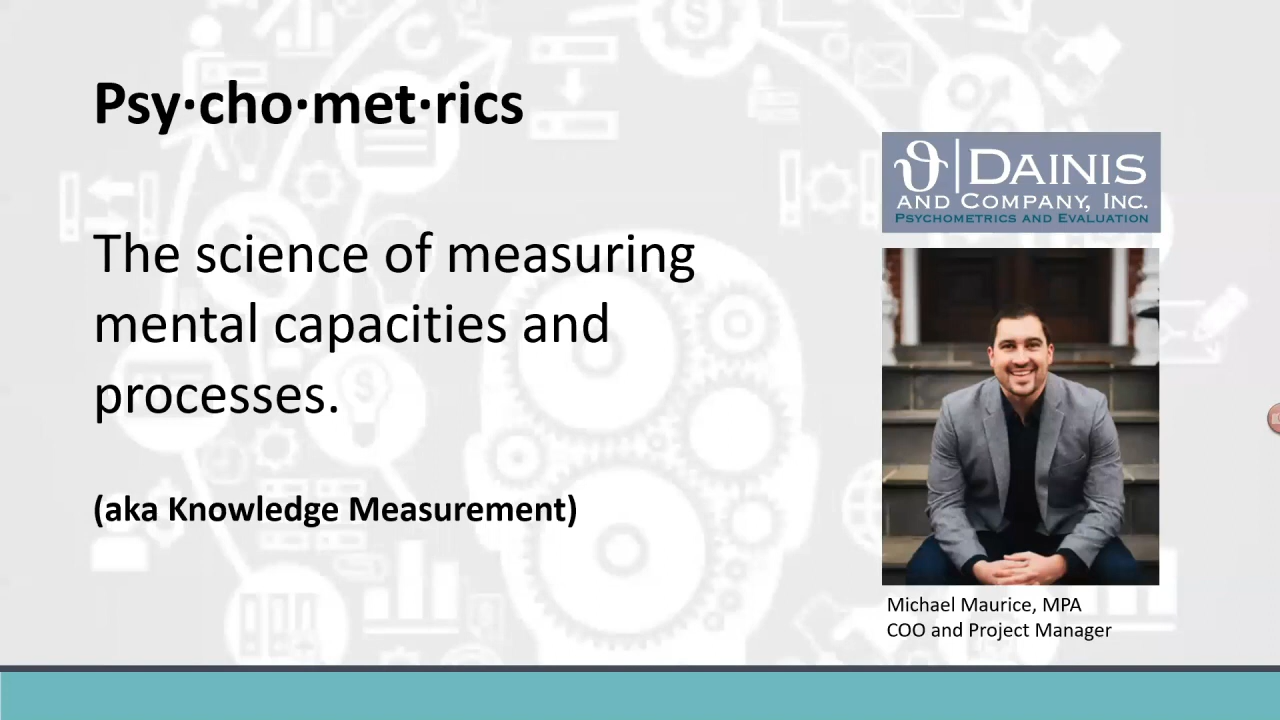 Psy·cho·met·rics
The science of measuring
mental capacities and
processes.
(aka Knowledge Measurement)
ϑ | DAINIS
AND COMPANY, INC.
PSYCHOMETRICS AND EVALUATION
Michael Maurice, MPA
COO and Project Manager